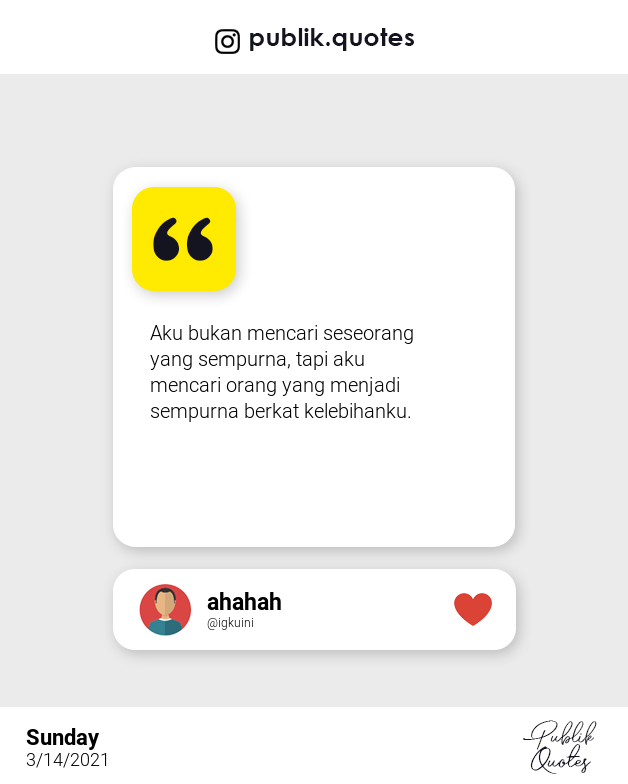 publik.quotes
Aku bukan mencari seseorang
yang sempurna, tapi aku
mencari orang yang menjadi
sempurna berkat kelebihanku.
ahahah
@igkuini
Sunday
3/14/2021
Publik
Quotes